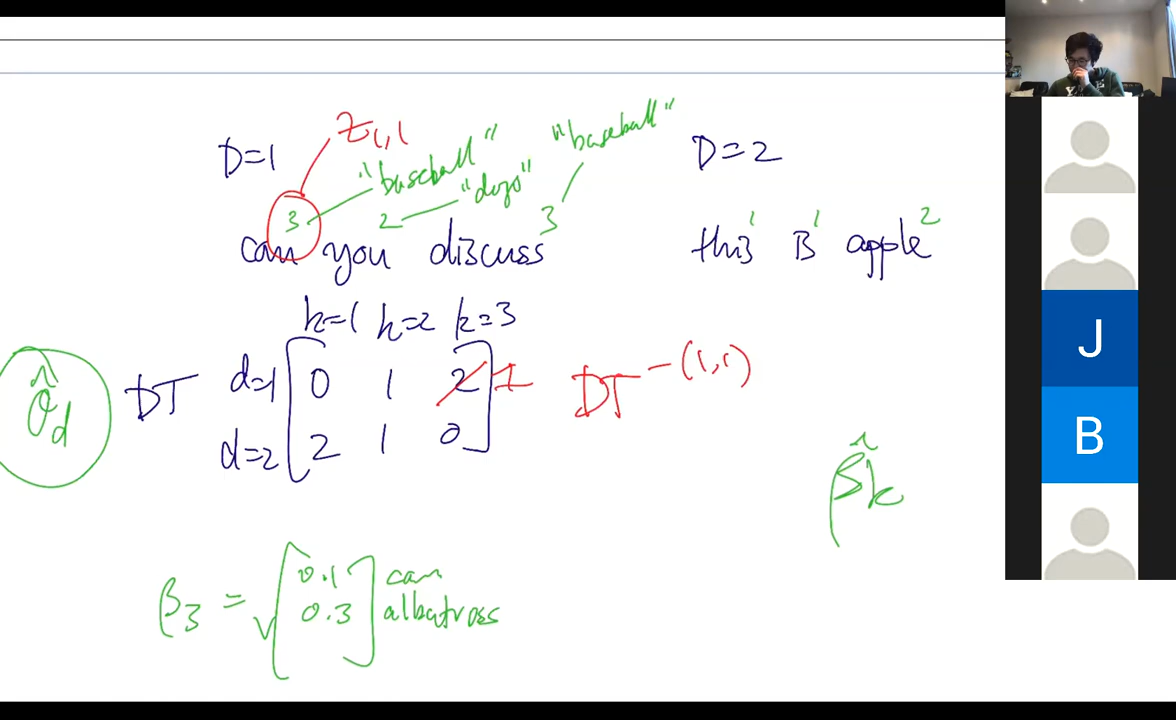 Z1,1
D=1 "baseball" "baseball" D=2
"dogs"
3 2 3 1 1 2
can you discuss this is apple
k=1 k=2 k=3
θ̂d DT d=1 0 1 2 1 DT-(1,1)
d=2 2 1 0
β̂k
β3 = 0.1 can
V 0.3 albatross
J
B